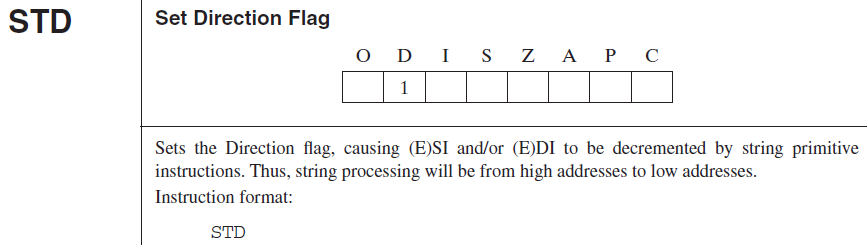 STD
Set Direction Flag
O D I S Z A P C
1
Sets the Direction flag, causing (E)SI and/or (E)DI to be decremented by string primitive
instructions. Thus, string processing will be from high addresses to low addresses.
Instruction format:
STD